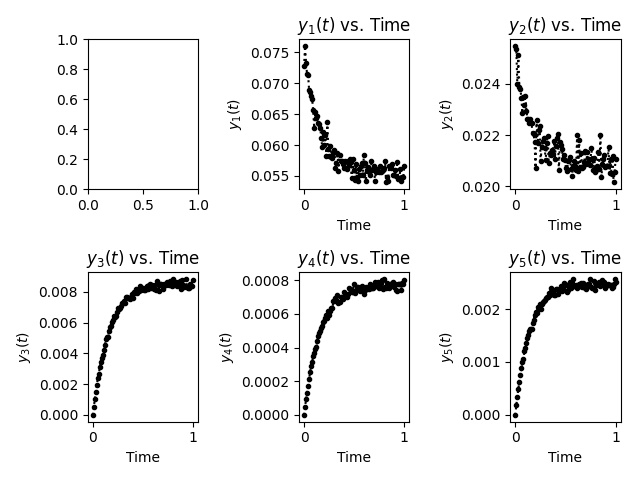 y₁(t) vs. Time
y₂(t) vs. Time
1.0
0.8
0.6
0.4
0.2
0.0
0.0 0.5 1.0
y₁(t)
0.075
0.070
0.065
0.060
0.055
0 1
Time
y₂(t)
0.024
0.022
0.020
0 1
Time
y₃(t) vs. Time
y₃(t)
0.008
0.006
0.004
0.002
0.000
0 1
Time
y₄(t) vs. Time
y₄(t)
0.0008
0.0006
0.0004
0.0002
0.0000
0 1
Time
y₅(t) vs. Time
y₅(t)
0.002
0.001
0.000
0 1
Time